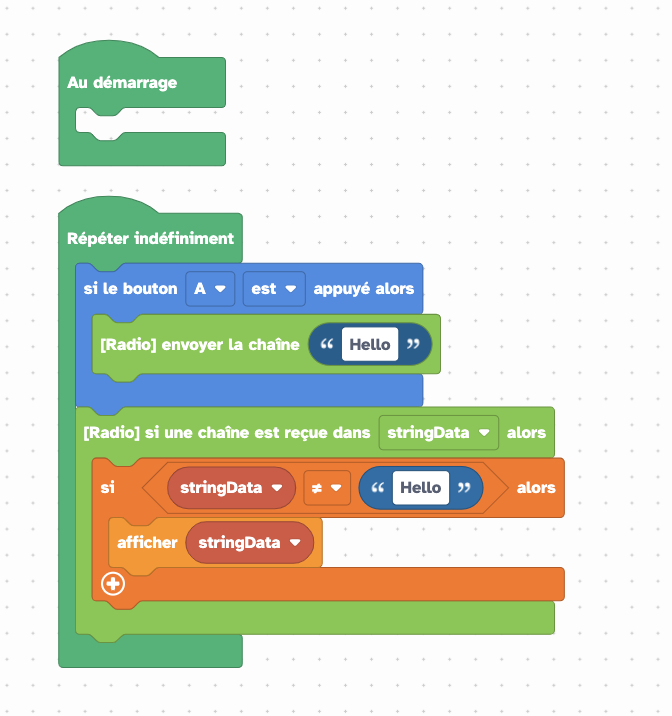 Au démarrage
Répéter indéfiniment
si le bouton A est appuyé alors
[Radio] envoyer la chaîne “ Hello ”
[Radio] si une chaîne est reçue dans stringData alors
si stringData ≠ “ Hello ” alors
afficher stringData